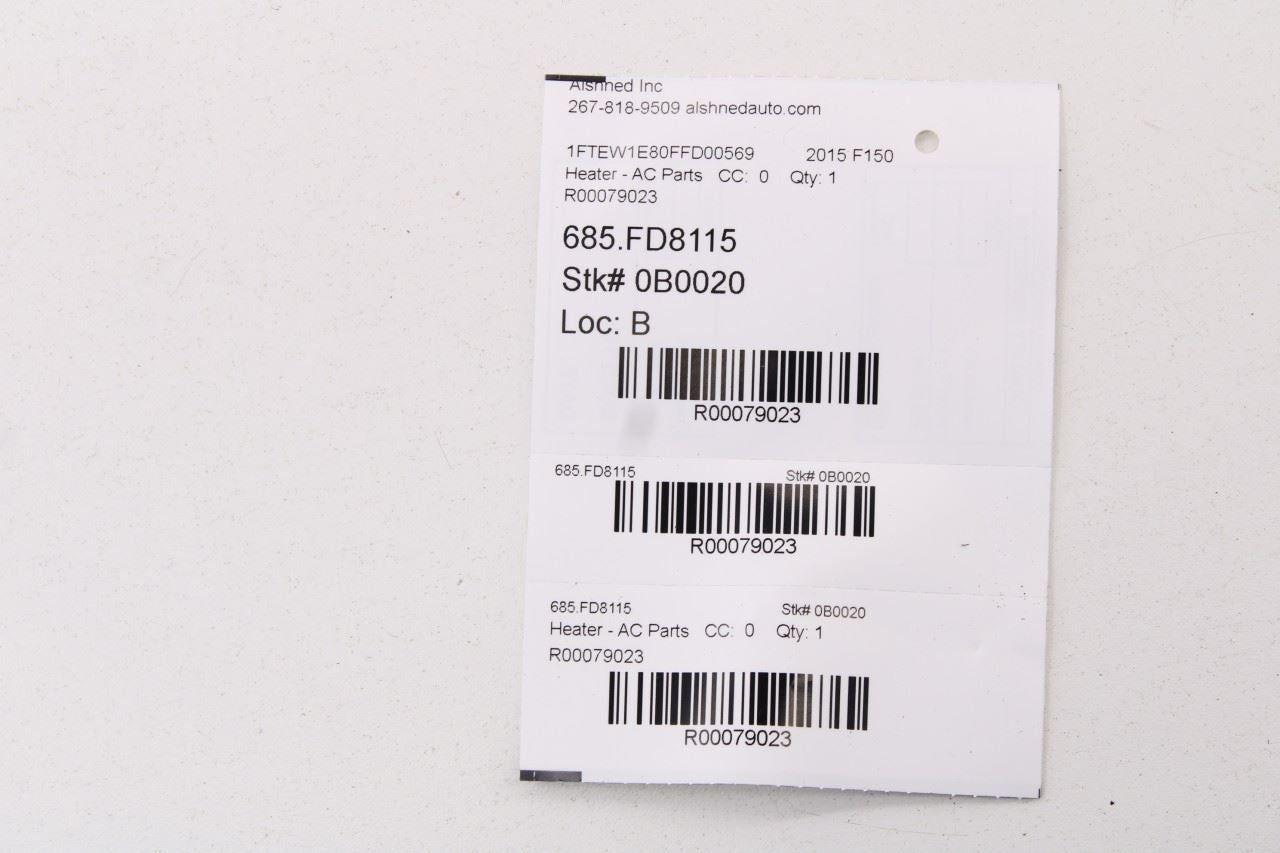 Alshned Inc
267-818-9509 alshnedauto.com
1FTEW1E80FFD00569 2015 F150
Heater - AC Parts CC: 0 Qty: 1
R00079023
685.FD8115
Stk# 0B0020
Loc: B
R00079023
685.FD8115 Stk# 0B0020
R00079023
685.FD8115 Stk# 0B0020
Heater - AC Parts CC: 0 Qty: 1
R00079023
R00079023